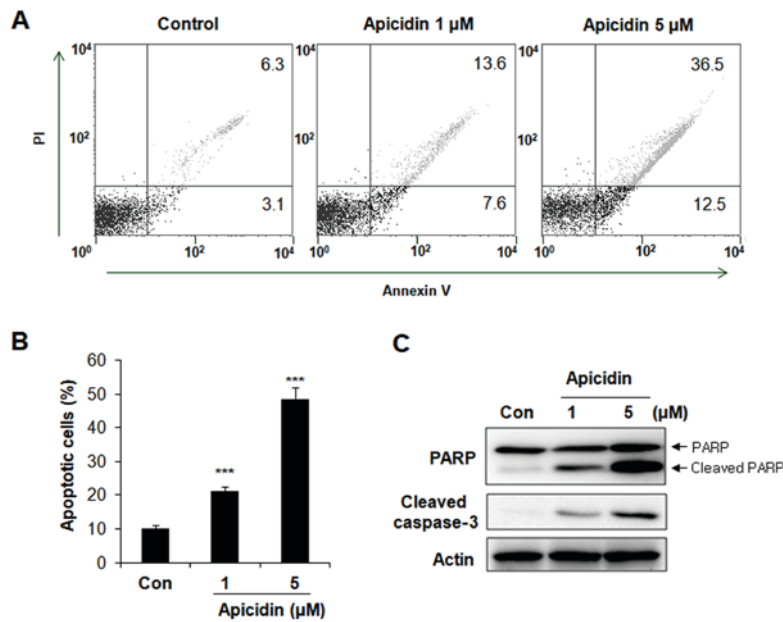 A
Control Apicidin 1 µM Apicidin 5 µM
10⁴ 6.3 10⁴ 13.6 10⁴ 36.5
PI
10² 10² 10²
3.1 7.6 12.5
10⁰ 10² 10⁴ 10⁰ 10² 10⁴ 10⁰ 10² 10⁴
Annexin V
B
Apoptotic cells (%)
60
50
40
30
20
10
0
***
***
Con 1 5
Apicidin (µM)
C
Apicidin
Con 1 5 (µM)
PARP
PARP
Cleaved PARP
Cleaved
caspase-3
Actin